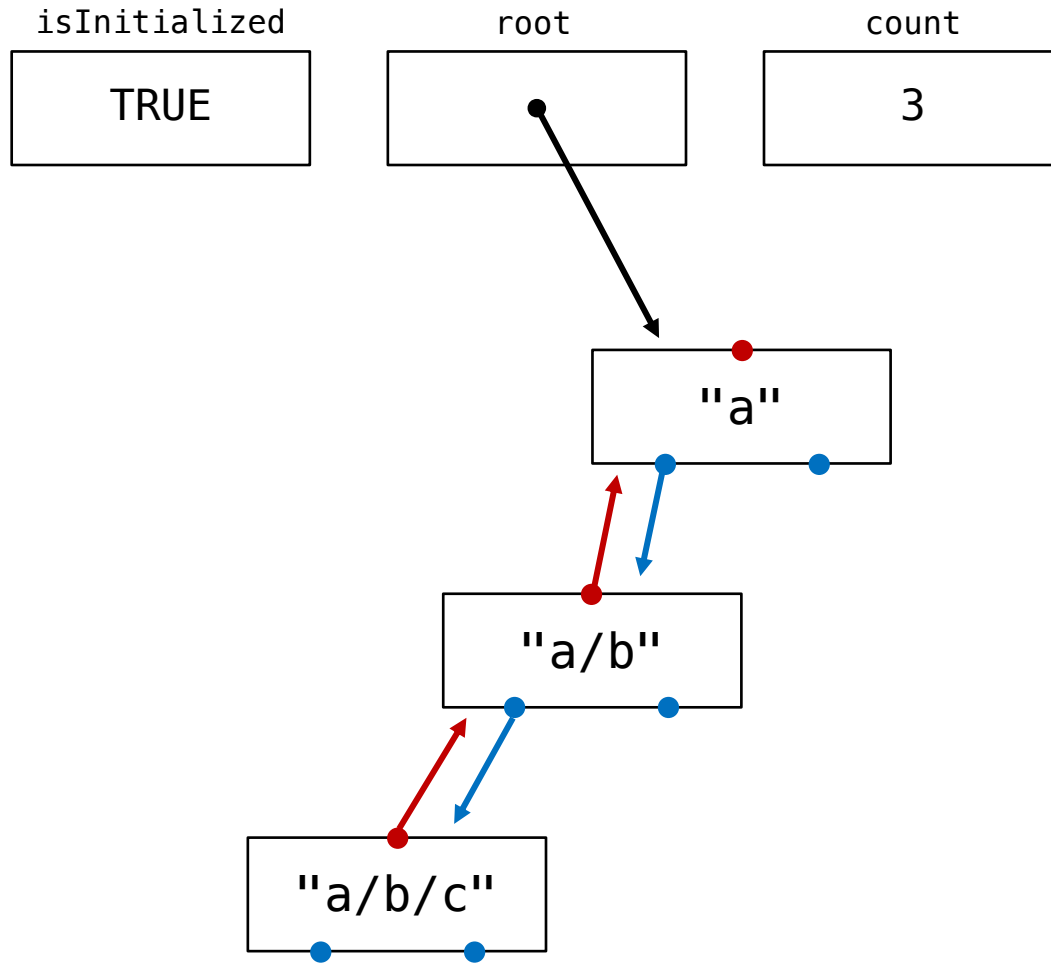 isInitialized root count
TRUE 3
"a"
"a/b"
"a/b/c"